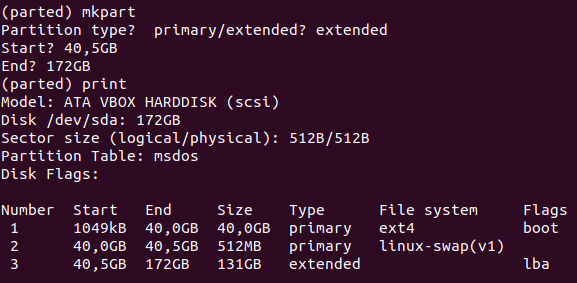 (parted) mkpart
Partition type?  primary/extended? extended
Start? 40,5GB
End? 172GB
(parted) print
Model: ATA VBOX HARDDISK (scsi)
Disk /dev/sda: 172GB
Sector size (logical/physical): 512B/512B
Partition Table: msdos
Disk Flags:
Number  Start   End     Size    Type      File system     Flags
 1      1049kB  40,0GB  40,0GB  primary   ext4            boot
 2      40,0GB  40,5GB  512MB   primary   linux-swap(v1)
 3      40,5GB  172GB   131GB   extended                  lba